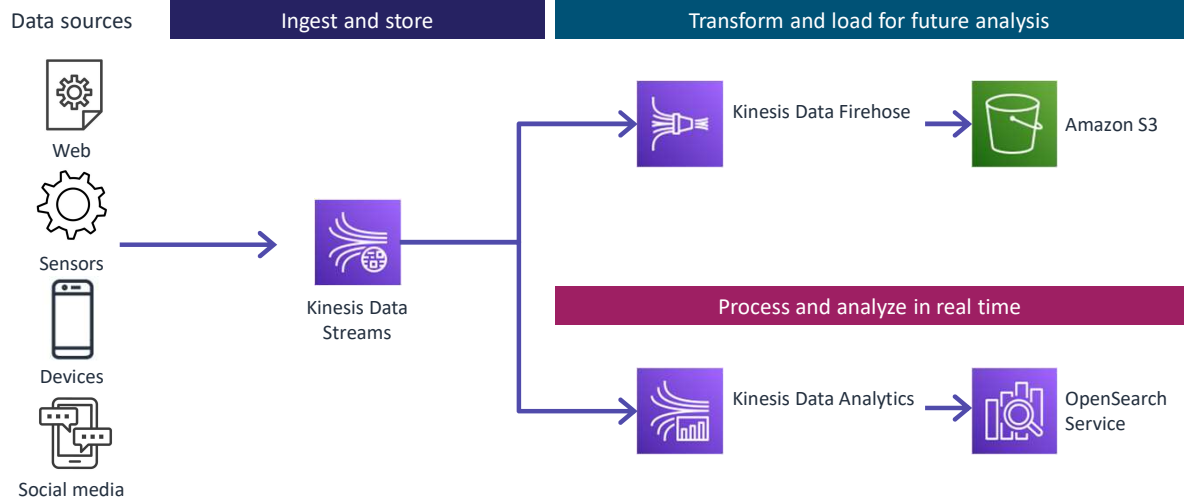 Data sources
Ingest and store
Transform and load for future analysis
Web
Sensors
Devices
Social media
Kinesis Data
Streams
Kinesis Data Firehose
Amazon S3
Process and analyze in real time
Kinesis Data Analytics
OpenSearch
Service